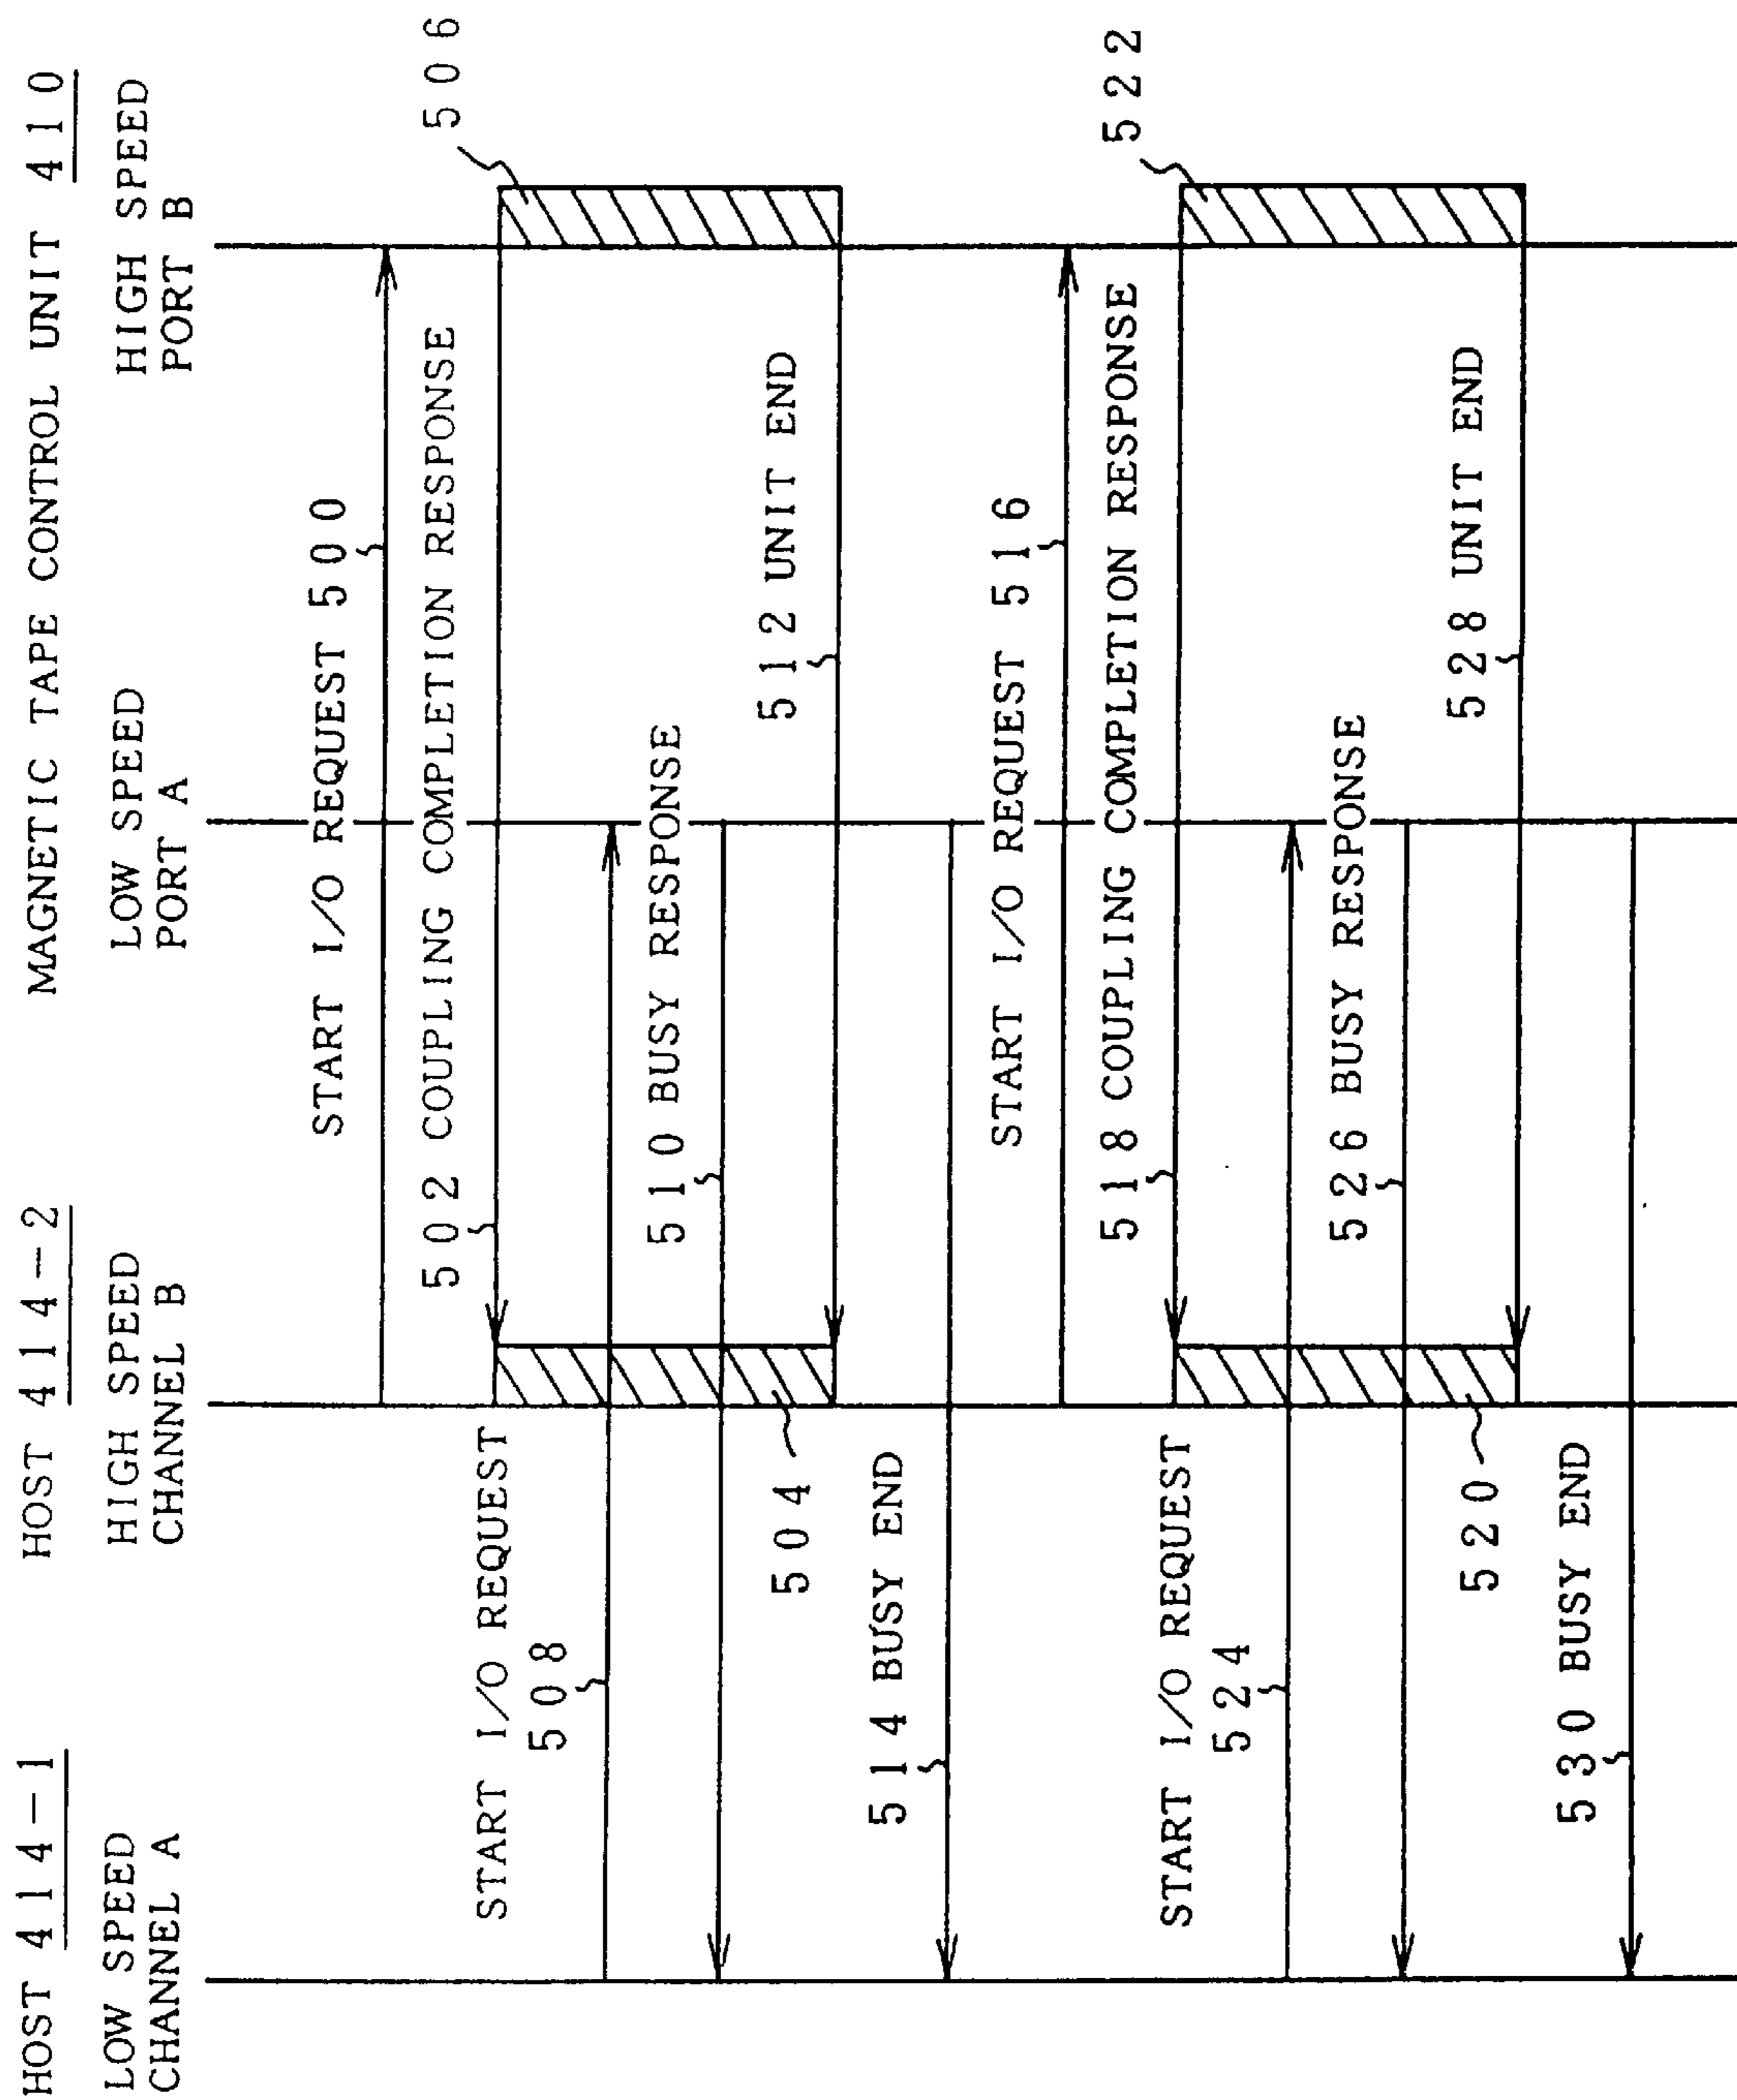 HOST 414-1
LOW SPEED
CHANNEL A
HOST 414-2
HIGH SPEED
CHANNEL B
MAGNETIC TAPE CONTROL UNIT 410
LOW SPEED
PORT A
HIGH SPEED
PORT B
START I/O REQUEST 500
502 COUPLING COMPLETION RESPONSE
506
START I/O REQUEST
508
510 BUSY RESPONSE
504
512 UNIT END
514 BUSY END
START I/O REQUEST 516
518 COUPLING COMPLETION RESPONSE
522
START I/O REQUEST
524
526 BUSY RESPONSE
520
528 UNIT END
530 BUSY END